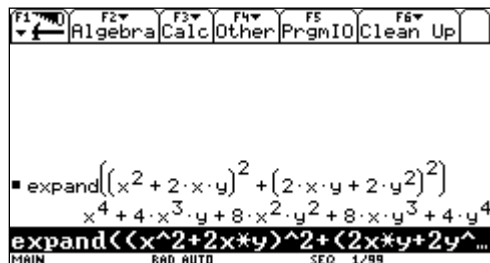 F1 F2 Algebra F3 Calc F4 Other F5 PrgmIO F6 Clean Up
■ expand((x² + 2·x·y)² + (2·x·y + 2·y²)²)
x⁴ + 4·x³·y + 8·x²·y² + 8·x·y³ + 4·y⁴
expand((x^2+2x*y)^2+(2x*y+2y^…
MAIN RAD AUTO SEQ 1/99